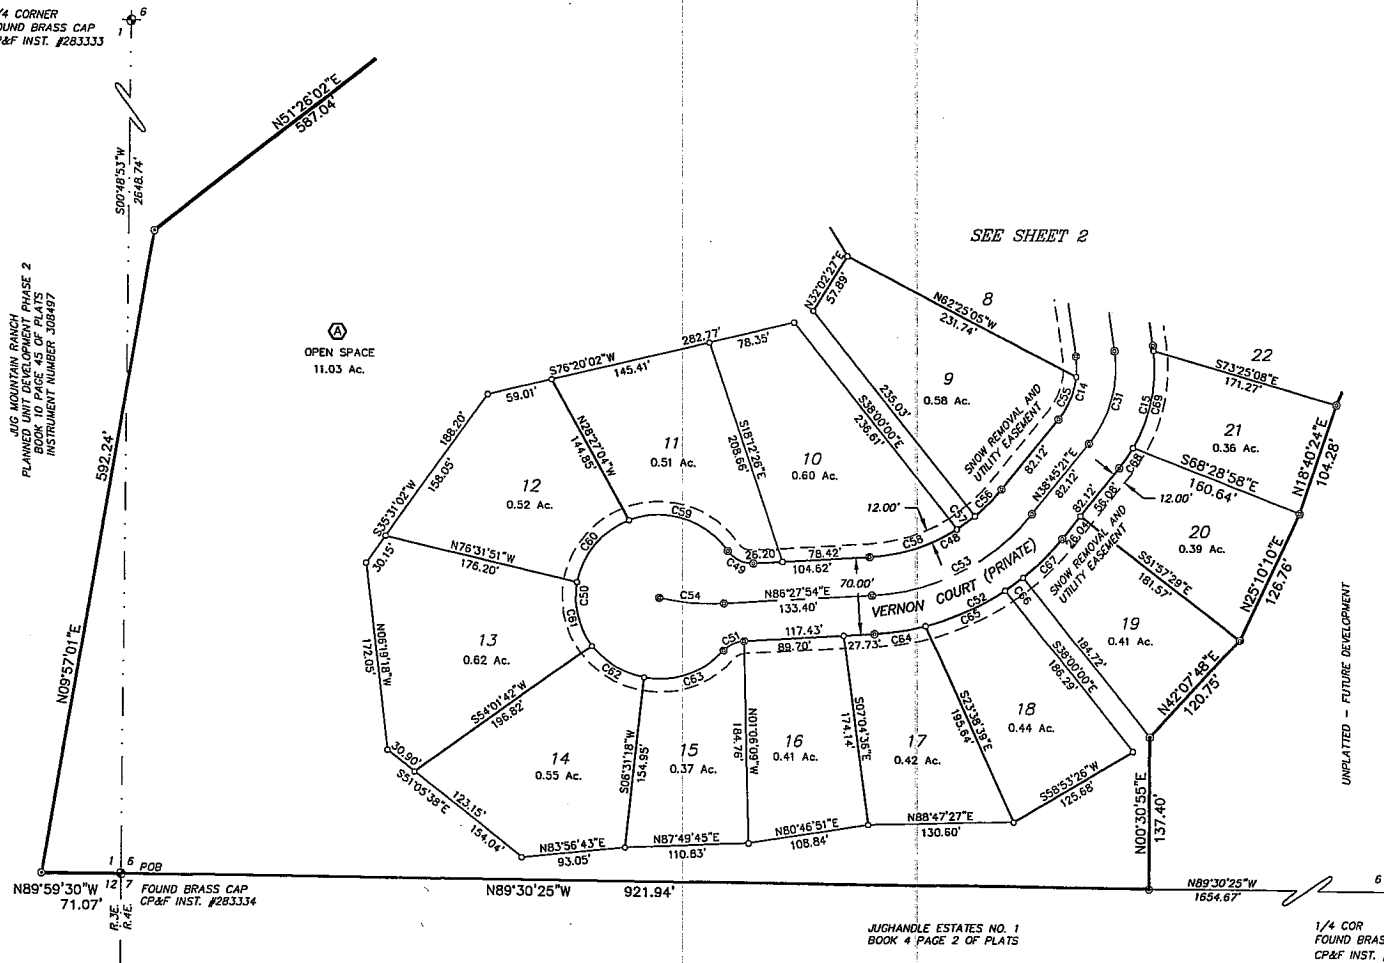 1/4 CORNER
FOUND BRASS CAP
CP&F INST. #283333
6
1
N51°26'02"E
587.04'
S00°48'53"W
2648.74'
JUG MOUNTAIN RANCH
PLANNED UNIT DEVELOPMENT PHASE 2
BOOK 10 PAGE 45 OF PLATS
INSTRUMENT NUMBER 308497
592.24'
N09°57'01"E
A
OPEN SPACE
11.03 Ac.
SEE SHEET 2
N32°02'27"E
57.89'
8
N62°25'05"W
231.74'
9
0.58 Ac.
235.03'
S38°00'00"E
236.61'
SNOW REMOVAL AND
UTILITY EASEMENT
C55
C14
C31
C15
C69
22
S73°25'08"E
171.27'
21
0.36 Ac.
N18°40'24"E
104.28'
S68°28'58"E
160.64'
C68
12.00'
282.77'
78.35'
S76°20'02"W
145.41'
59.01'
188.20'
158.05'
S35°31'02"W
30.15'
N28°27'04"W
144.85'
11
0.51 Ac.
S18°12'26"E
208.66'
10
0.60 Ac.
12
0.52 Ac.
N76°31'51"W
176.20'
C59
C60
C50
C61
C62
C63
C49
26.20'
78.42'
104.62'
C58
C48
C57
C56
12.00'
82.12'
N38°45'21"E
82.12'
82.12'
56.08'
26.04'
C53
C54
N86°27'54"E
133.40'
70.00'
VERNON COURT (PRIVATE)
C52
C65
C66
C67
SNOW REMOVAL AND
UTILITY EASEMENT
20
0.39 Ac.
S51°57'29"E
181.57'
N25°10'10"E
126.76'
19
0.41 Ac.
184.72'
S38°00'00"E
186.29'
N42°07'48"E
120.75'
UNPLATTED - FUTURE DEVELOPMENT
13
0.62 Ac.
N06°19'18"W
172.05'
S54°01'42"W
196.82'
C51
117.43'
89.70'
27.73'
C64
30.90'
S51°05'38"E
123.15'
154.04'
14
0.55 Ac.
S06°31'18"W
154.95'
15
0.37 Ac.
N01°06'09"W
184.76'
16
0.41 Ac.
S07°04'36"E
174.14'
17
0.42 Ac.
S23°38'39"E
195.64'
18
0.44 Ac.
S58°53'26"W
125.68'
N00°30'55"E
137.40'
N83°56'43"E
93.05'
N87°49'45"E
110.83'
N80°46'51"E
108.84'
N88°47'27"E
130.60'
1
6
POB
12
7
N89°59'30"W
71.07'
FOUND BRASS CAP
CP&F INST. #283334
R.3E.
R.4E.
N89°30'25"W 921.94'
N89°30'25"W
1654.67'
6
JUGHANDLE ESTATES NO. 1
BOOK 4 PAGE 2 OF PLATS
1/4 COR
FOUND BRAS
CP&F INST.